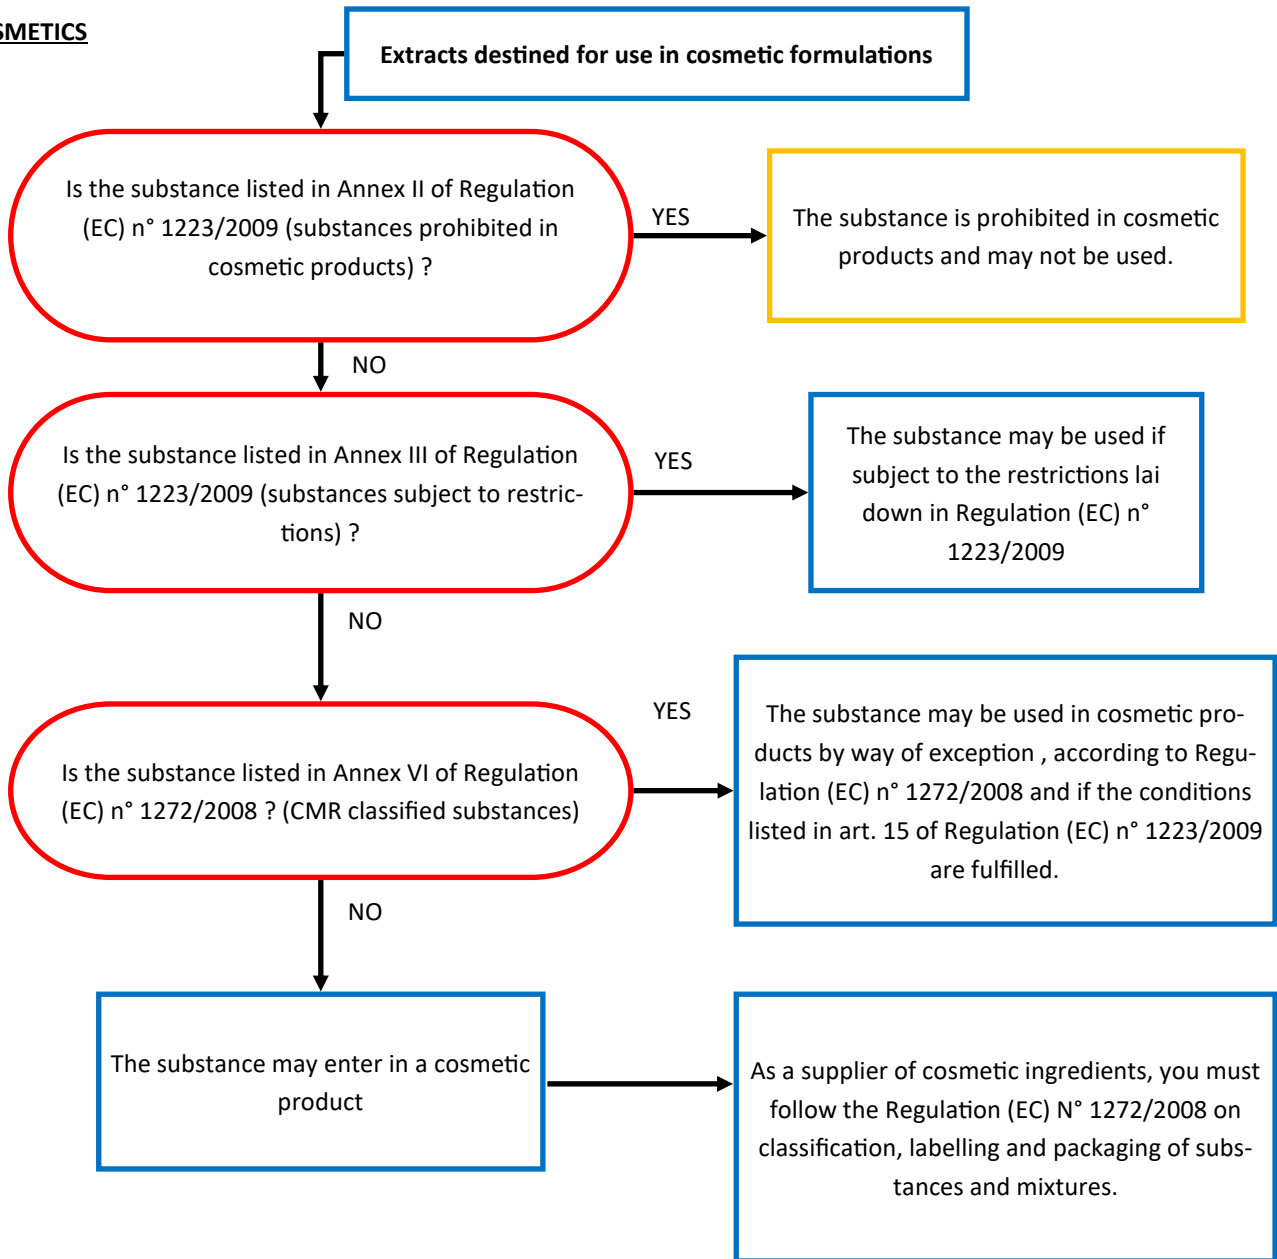 SMETICS
Extracts destined for use in cosmetic formulations
Is the substance listed in Annex II of Regulation
(EC) n° 1223/2009 (substances prohibited in
cosmetic products) ?
YES
The substance is prohibited in cosmetic
products and may not be used.
NO
Is the substance listed in Annex III of Regulation
(EC) n° 1223/2009 (substances subject to restric-
tions) ?
YES
The substance may be used if
subject to the restrictions lai
down in Regulation (EC) n°
1223/2009
NO
Is the substance listed in Annex VI of Regulation
(EC) n° 1272/2008 ? (CMR classified substances)
YES
The substance may be used in cosmetic pro-
ducts by way of exception , according to Regu-
lation (EC) n° 1272/2008 and if the conditions
listed in art. 15 of Regulation (EC) n° 1223/2009
are fulfilled.
NO
The substance may enter in a cosmetic
product
As a supplier of cosmetic ingredients, you must
follow the Regulation (EC) N° 1272/2008 on
classification, labelling and packaging of subs-
tances and mixtures.